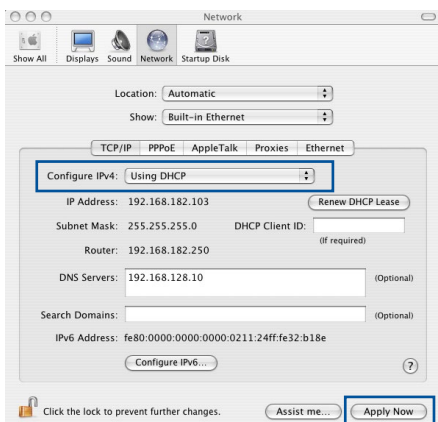 Network
Show All Displays Sound Network Startup Disk
Location: Automatic
Show: Built-in Ethernet
TCP/IP PPPoE AppleTalk Proxies Ethernet
Configure IPv4: Using DHCP
IP Address: 192.168.182.103 Renew DHCP Lease
Subnet Mask: 255.255.255.0 DHCP Client ID:
(If required)
Router: 192.168.182.250
DNS Servers: 192.168.128.10 (Optional)
Search Domains: (Optional)
IPv6 Address: fe80:0000:0000:0000:0211:24ff:fe32:b18e
Configure IPv6... ?
Click the lock to prevent further changes. Assist me... Apply Now